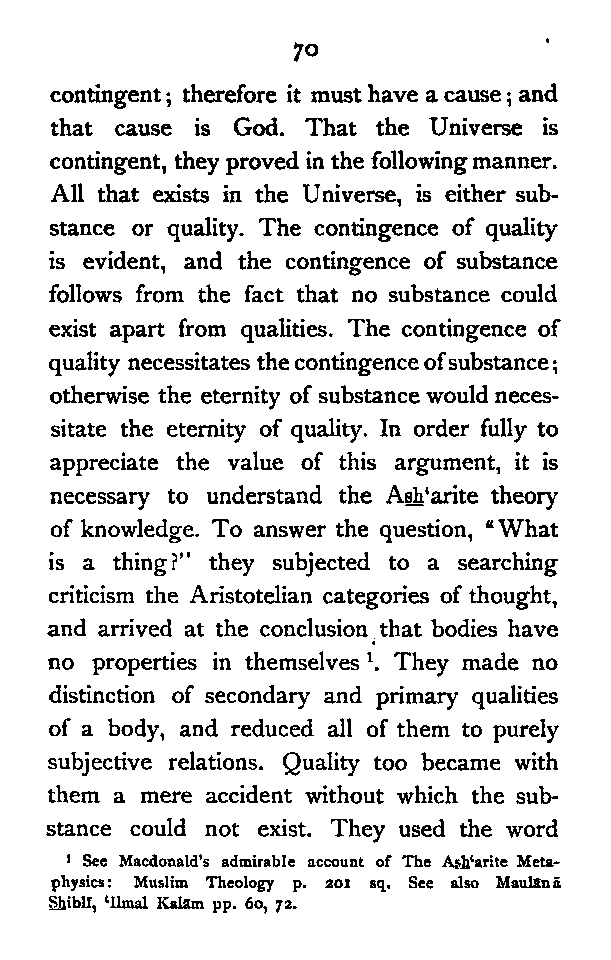 70
contingent; therefore it must have a cause; and
that cause is God. That the Universe is
contingent, they proved in the following manner.
All that exists in the Universe, is either sub-
stance or quality. The contingence of quality
is evident, and the contingence of substance
follows from the fact that no substance could
exist apart from qualities. The contingence of
quality necessitates the contingence of substance;
otherwise the eternity of substance would neces-
sitate the eternity of quality. In order fully to
appreciate the value of this argument, it is
necessary to understand the Ash‘arite theory
of knowledge. To answer the question, “What
is a thing?" they subjected to a searching
criticism the Aristotelian categories of thought,
and arrived at the conclusion that bodies have
no properties in themselves ¹. They made no
distinction of secondary and primary qualities
of a body, and reduced all of them to purely
subjective relations. Quality too became with
them a mere accident without which the sub-
stance could not exist. They used the word
¹ See Macdonald's admirable account of The Ash‘arite Meta-
physics: Muslim Theology p. 201 sq. See also Maulānā
Shiblī, ‘Ilmal Kalām pp. 60, 72.